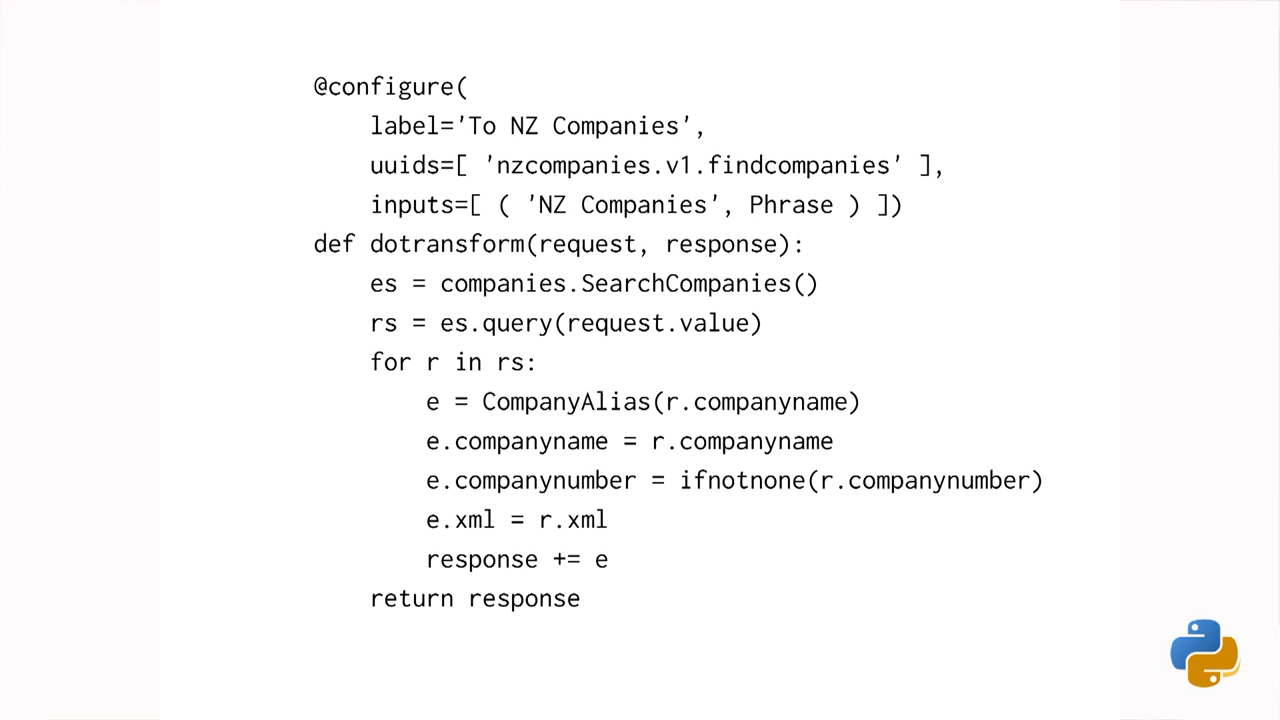 @configure(
    label='To NZ Companies',
    uuids=[ 'nzcompanies.v1.findcompanies' ],
    inputs=[ ( 'NZ Companies', Phrase ) ])
def dotransform(request, response):
    es = companies.SearchCompanies()
    rs = es.query(request.value)
    for r in rs:
        e = CompanyAlias(r.companyname)
        e.companyname = r.companyname
        e.companynumber = ifnotnone(r.companynumber)
        e.xml = r.xml
        response += e
    return response